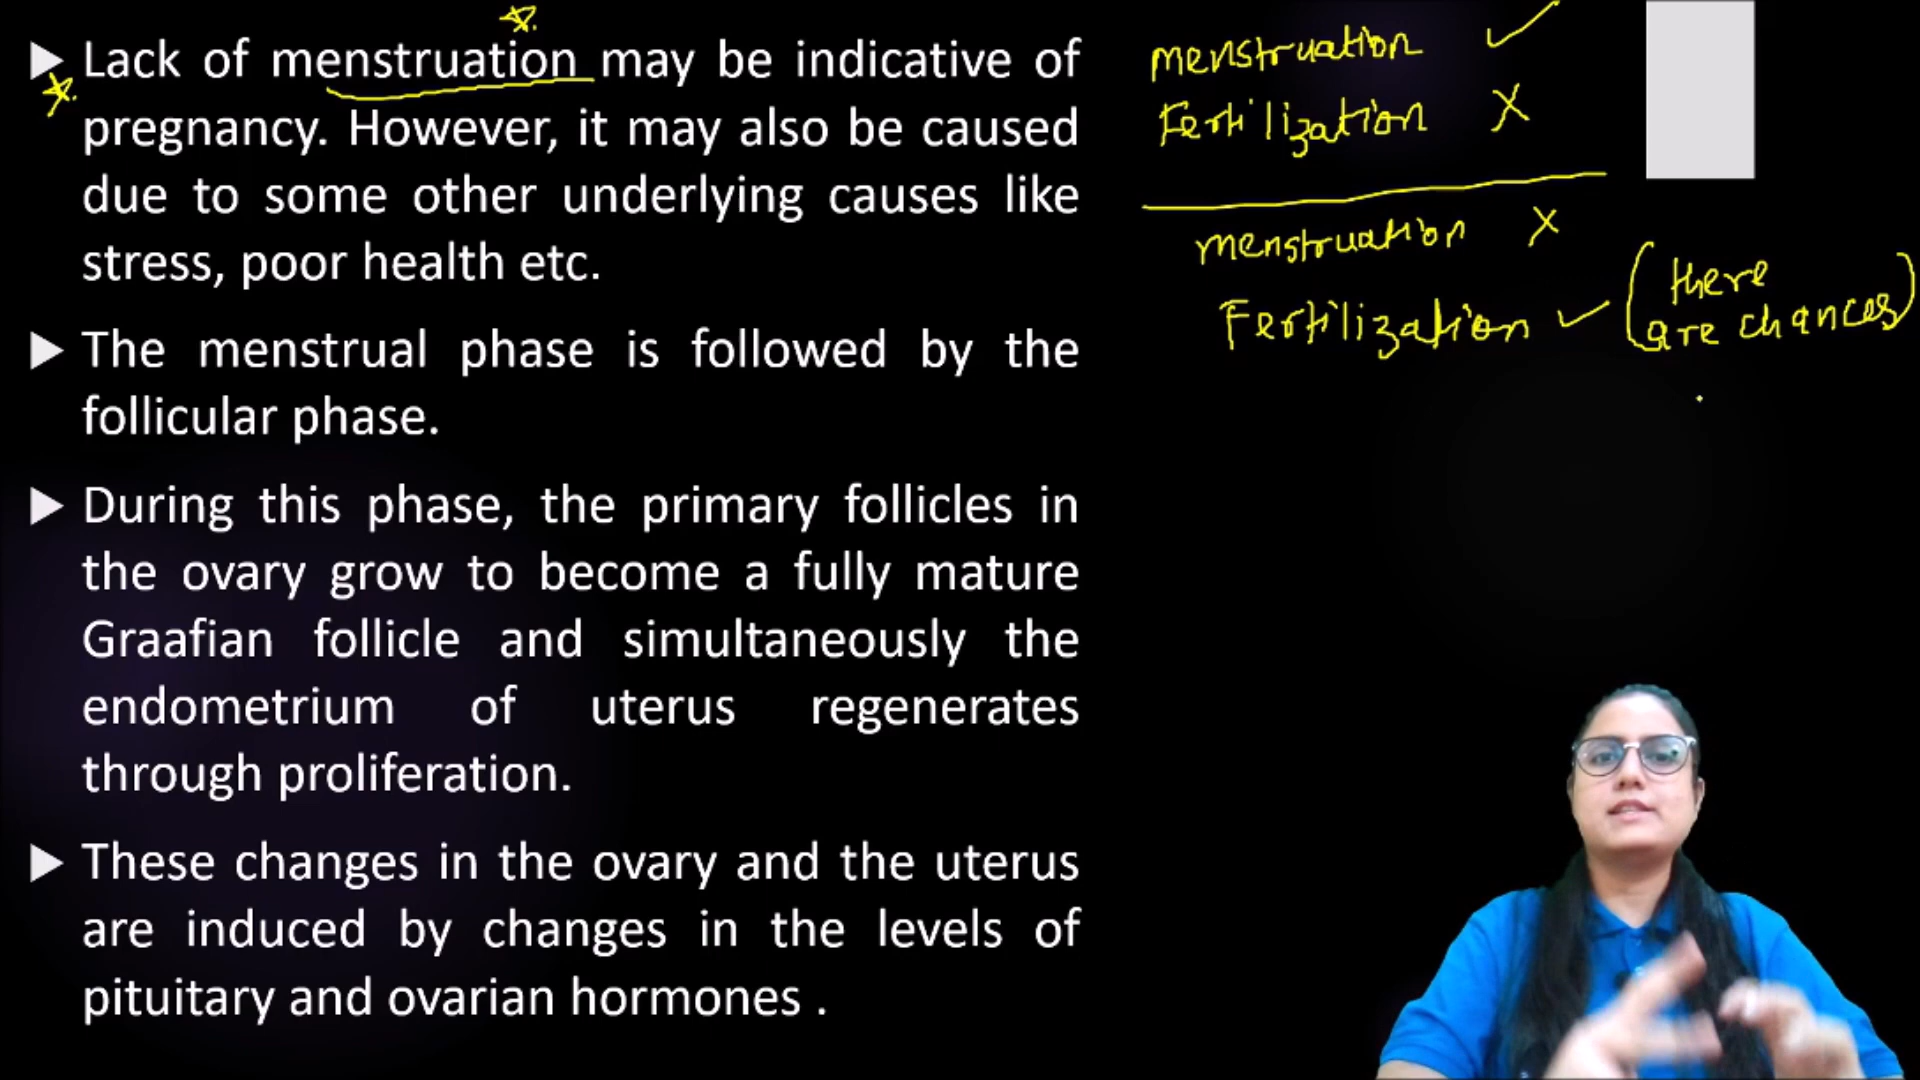 Lack of menstruation may be indicative of
pregnancy. However, it may also be caused
due to some other underlying causes like
stress, poor health etc.
The menstrual phase is followed by the
follicular phase.
During this phase, the primary follicles in
the ovary grow to become a fully mature
Graafian follicle and simultaneously the
endometrium of uterus regenerates
through proliferation.
These changes in the ovary and the uterus
are induced by changes in the levels of
pituitary and ovarian hormones .
menstruation ✓
Fertilization X
menstruation X
Fertilization ✓ (there
are chances)